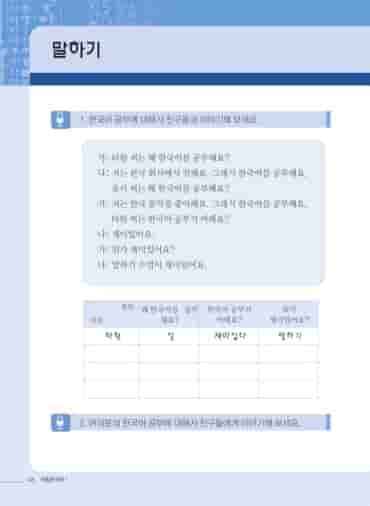 말하기
1. 한국어 공부에 대해서 친구들과 이야기해 보세요.
가: 타완 씨는 왜 한국어를 공부해요?
나: 저는 한국 회사에서 일해요. 그래서 한국어를 공부해요.
유이 씨는 왜 한국어를 공부해요?
가: 저는 한국 음악을 좋아해요. 그래서 한국어를 공부해요.
타완 씨는 한국어 공부가 어때요?
나: 재미있어요.
가: 뭐가 재미있어요?
나: 말하기 수업이 재미있어요.
질문 왜 한국어를 공부해요? 한국어 공부가 어때요? 뭐가 재미있어요?
이름
타완 일 재미있다 말하기
2. 여러분의 한국어 공부에 대해서 친구들에게 이야기해 보세요.